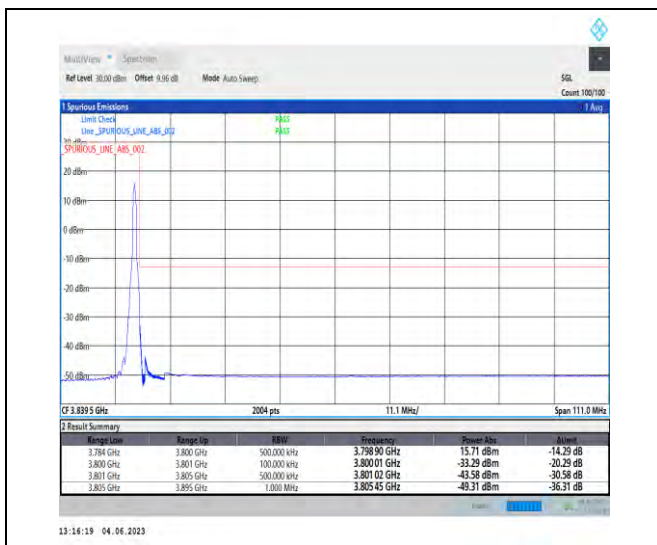 MultiView Spectrum
Ref Level 30.00 dBm Offset 9.96 dB Mode Auto Sweep SGL
Count 100/100
1 Spurious Emissions 1 Avg
Limit Check PASS
Line _SPURIOUS_LINE_ABS_002 PASS
30 dBm
_SPURIOUS_LINE_ABS_002
20 dBm
10 dBm
0 dBm
-10 dBm
-20 dBm
-30 dBm
-40 dBm
-50 dBm
CF 3.839 5 GHz 2004 pts 11.1 MHz/ Span 111.0 MHz
2 Result Summary
Range Low Range Up RBW Frequency Power Abs ΔLimit
3.784 GHz 3.800 GHz 500.000 kHz 3.798 90 GHz 15.71 dBm -14.29 dB
3.800 GHz 3.801 GHz 100.000 kHz 3.800 01 GHz -33.29 dBm -20.29 dB
3.801 GHz 3.805 GHz 500.000 kHz 3.801 02 GHz -43.58 dBm -30.58 dB
3.805 GHz 3.895 GHz 1.000 MHz 3.805 45 GHz -49.31 dBm -36.31 dB
13:16:19 04.06.2023